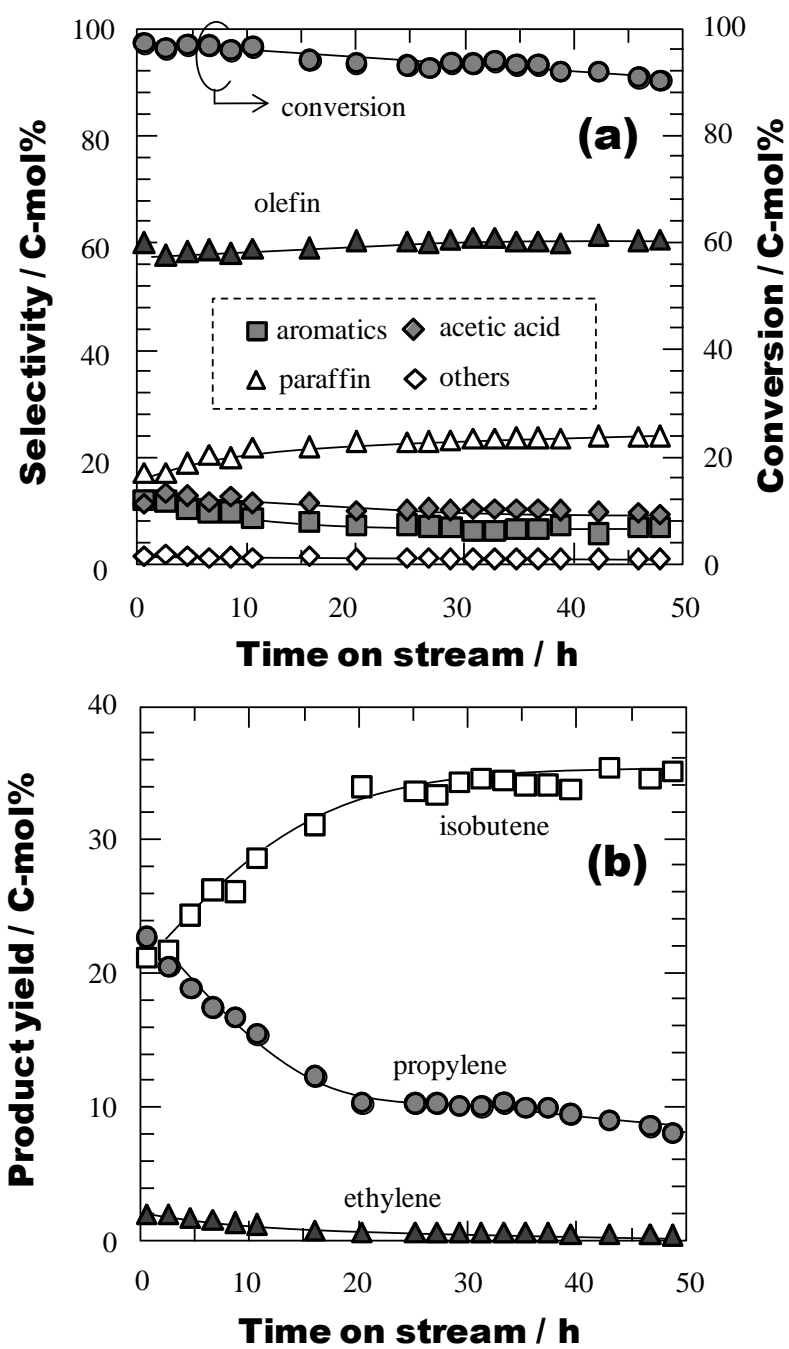 100
100
conversion
(a)
80
80
olefin
60
60
aromatics
acetic acid
paraffin
others
40
40
20
20
0
0
0
10
20
30
40
50
Selectivity / C-mol%
Conversion / C-mol%
Time on stream / h
40
isobutene
30
(b)
20
propylene
10
ethylene
0
0
10
20
30
40
50
Product yield / C-mol%
Time on stream / h